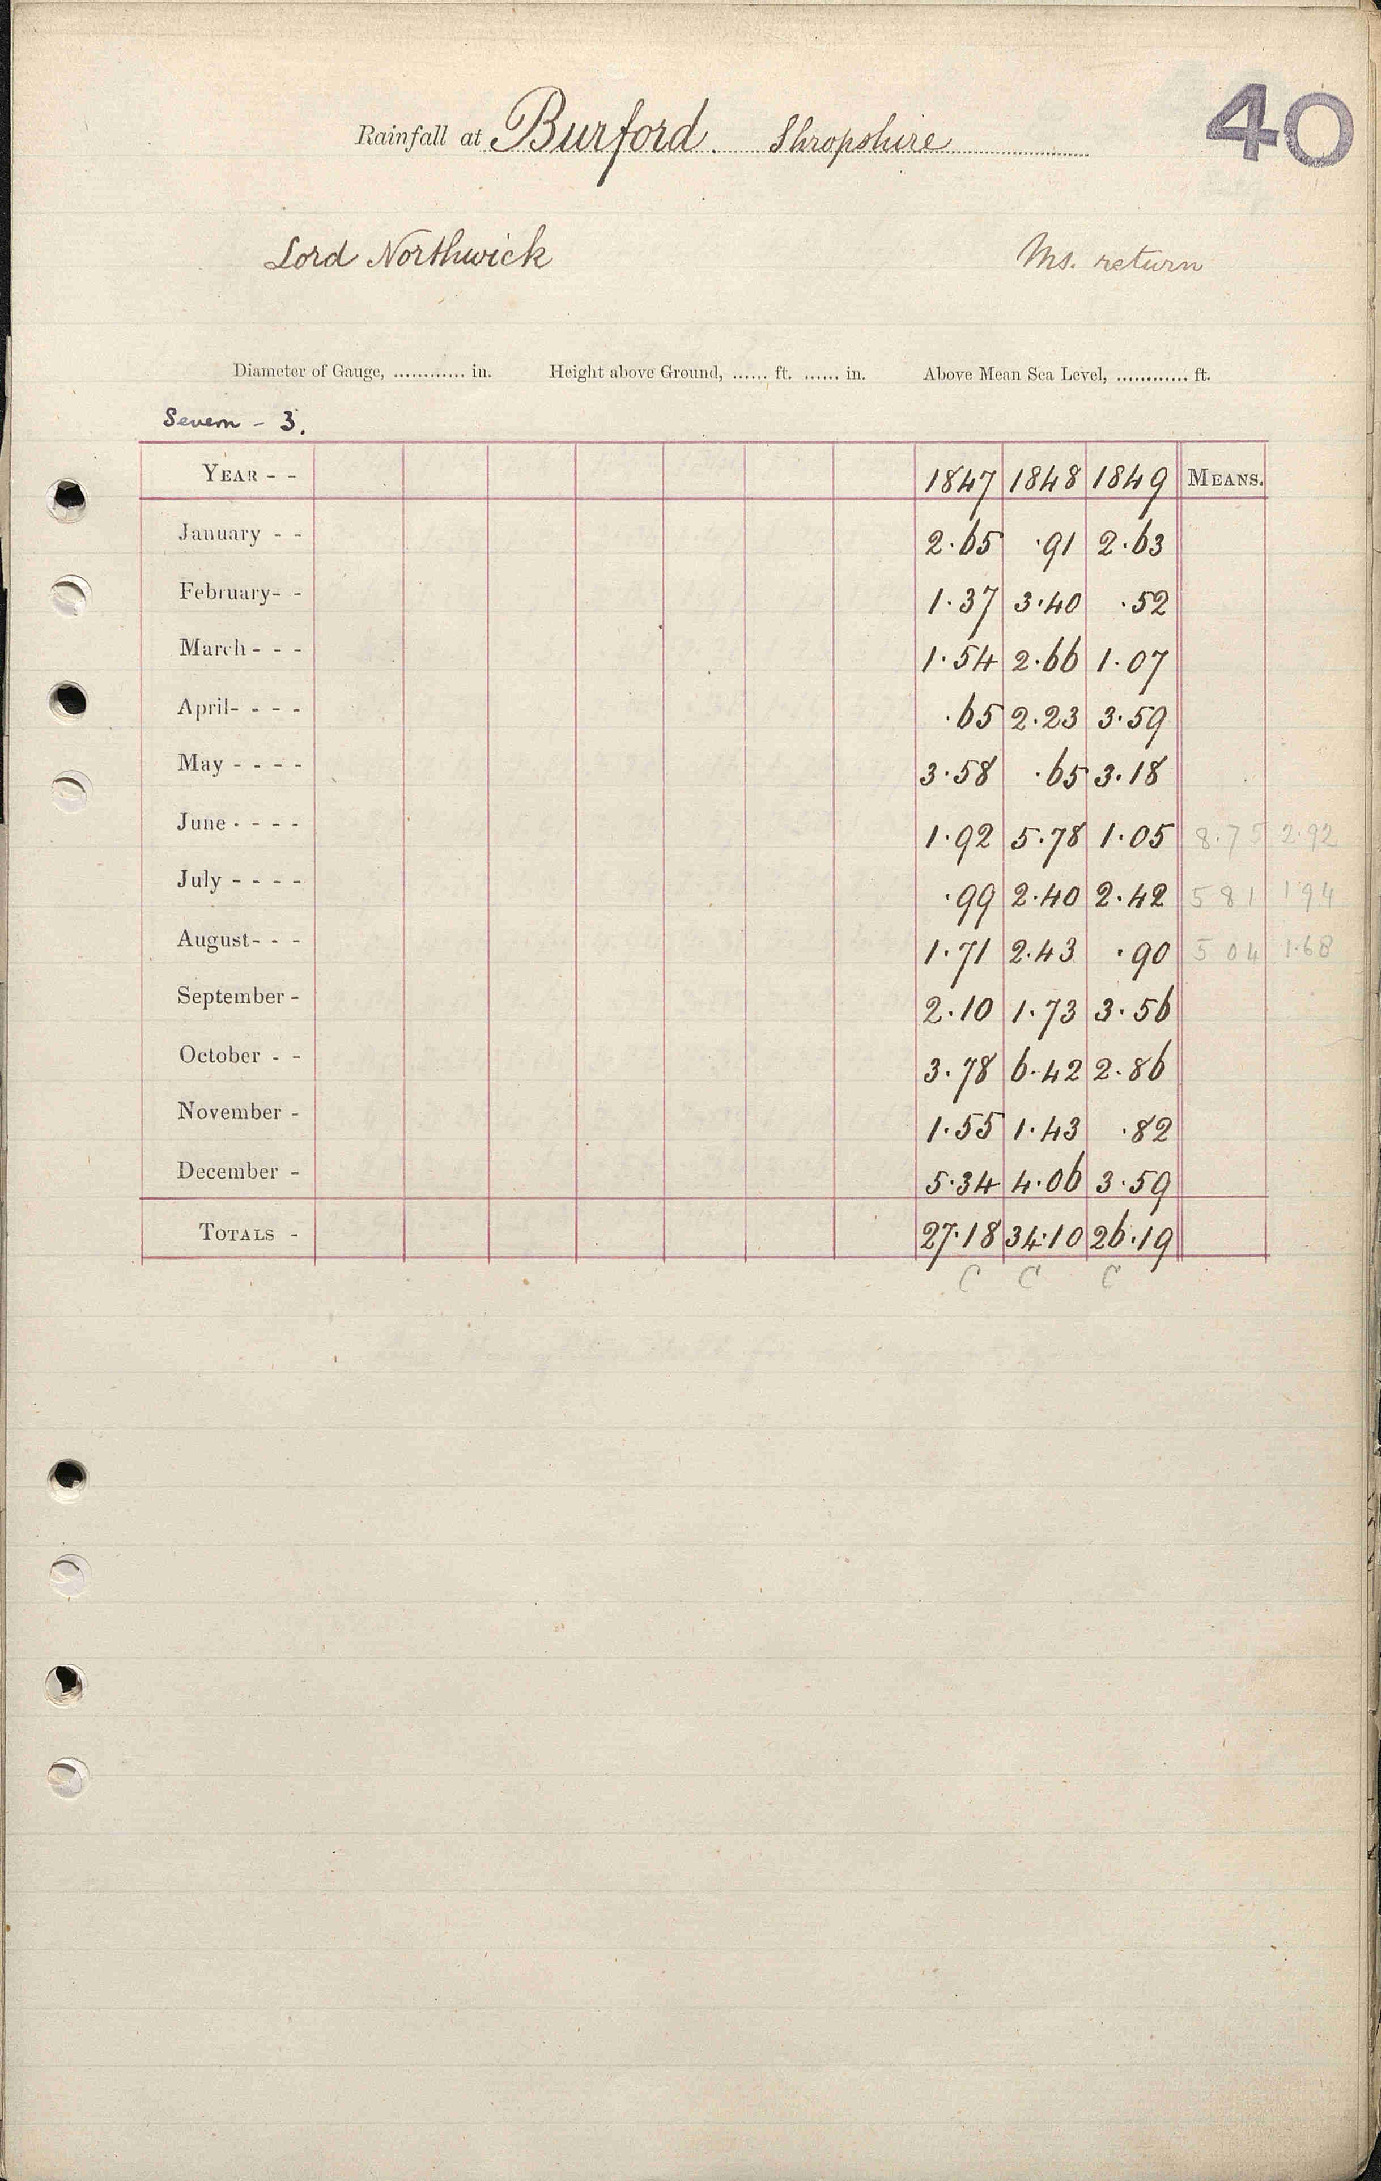 40
Rainfall at Burford. Shropshire
Lord Northwick Ms. return
Diameter of Gauge, ............ in. Height above Ground, ...... ft. ...... in. Above Mean Sea Level, ............ ft.
Severn - 3.
YEAR - - 1847 1848 1849 MEANS.
January - - 2.65 .91 2.63
February- - 1.37 3.40 .52
March - - - 1.54 2.66 1.07
April- - - - .65 2.23 3.59
May - - - - 3.58 .65 3.18
June - - - - 1.92 5.78 1.05 8.75 2.92
July - - - - .99 2.40 2.42 5 81 1 94
August- - - 1.71 2.43 .90 5 04 1.68
September - 2.10 1.73 3.56
October - - 3.78 6.42 2.86
November - 1.55 1.43 .82
December - 5.34 4.06 3.59
TOTALS - 27.18 34.10 26.19
C C C